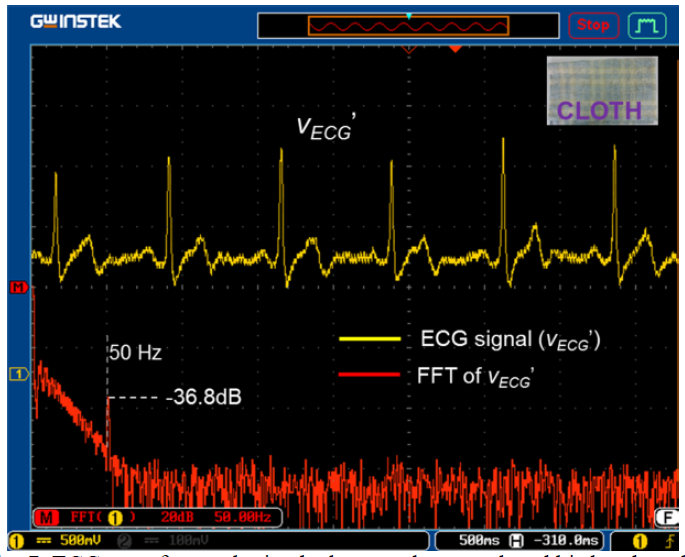 GWINSTEK
Stop
CLOTH
vECG’
M
50 Hz
ECG signal (vECG’)
1
FFT of vECG’
-36.8dB
M FFT( 1 ) 20dB 50.00Hz
F
1 500mV 2 100mV 500ms H -310.0ms 1